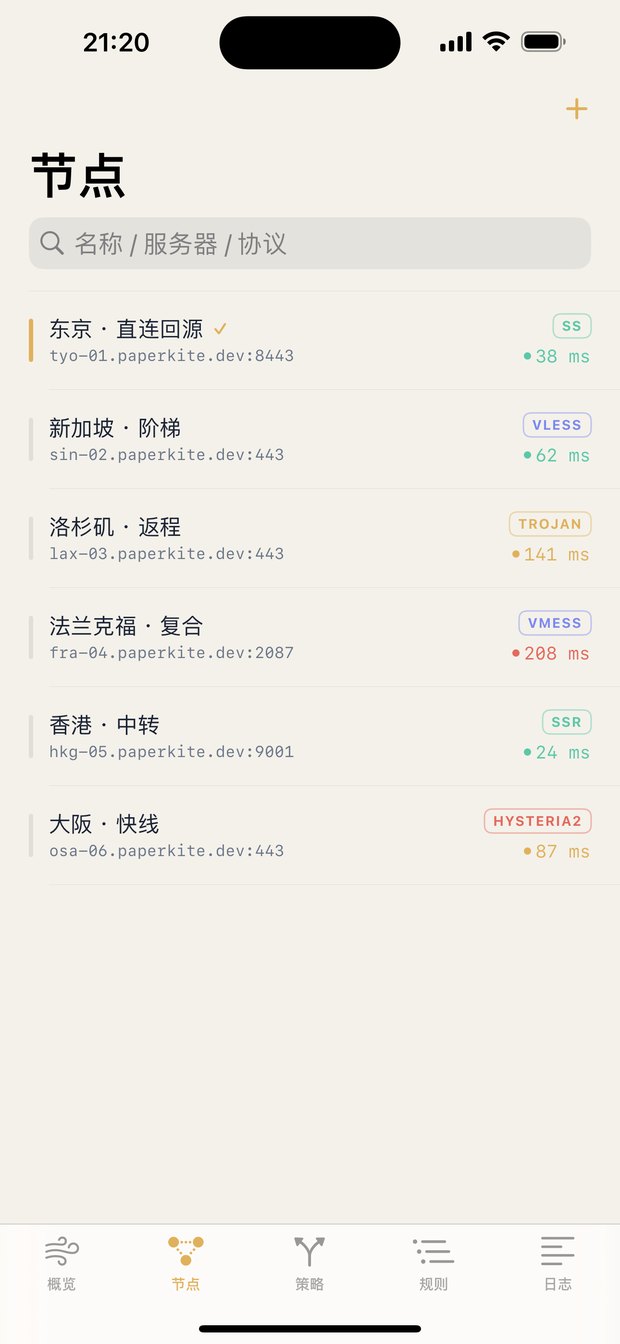 21:20
节点
名称 / 服务器 / 协议
东京 · 直连回源
SS
tyo-01.paperkite.dev:8443
38 ms
新加坡 · 阶梯
VLESS
sin-02.paperkite.dev:443
62 ms
洛杉矶 · 返程
TROJAN
lax-03.paperkite.dev:443
141 ms
法兰克福 · 复合
VMESS
fra-04.paperkite.dev:2087
208 ms
香港 · 中转
SSR
hkg-05.paperkite.dev:9001
24 ms
大阪 · 快线
HYSTERIA2
osa-06.paperkite.dev:443
87 ms
概览
节点
策略
规则
日志